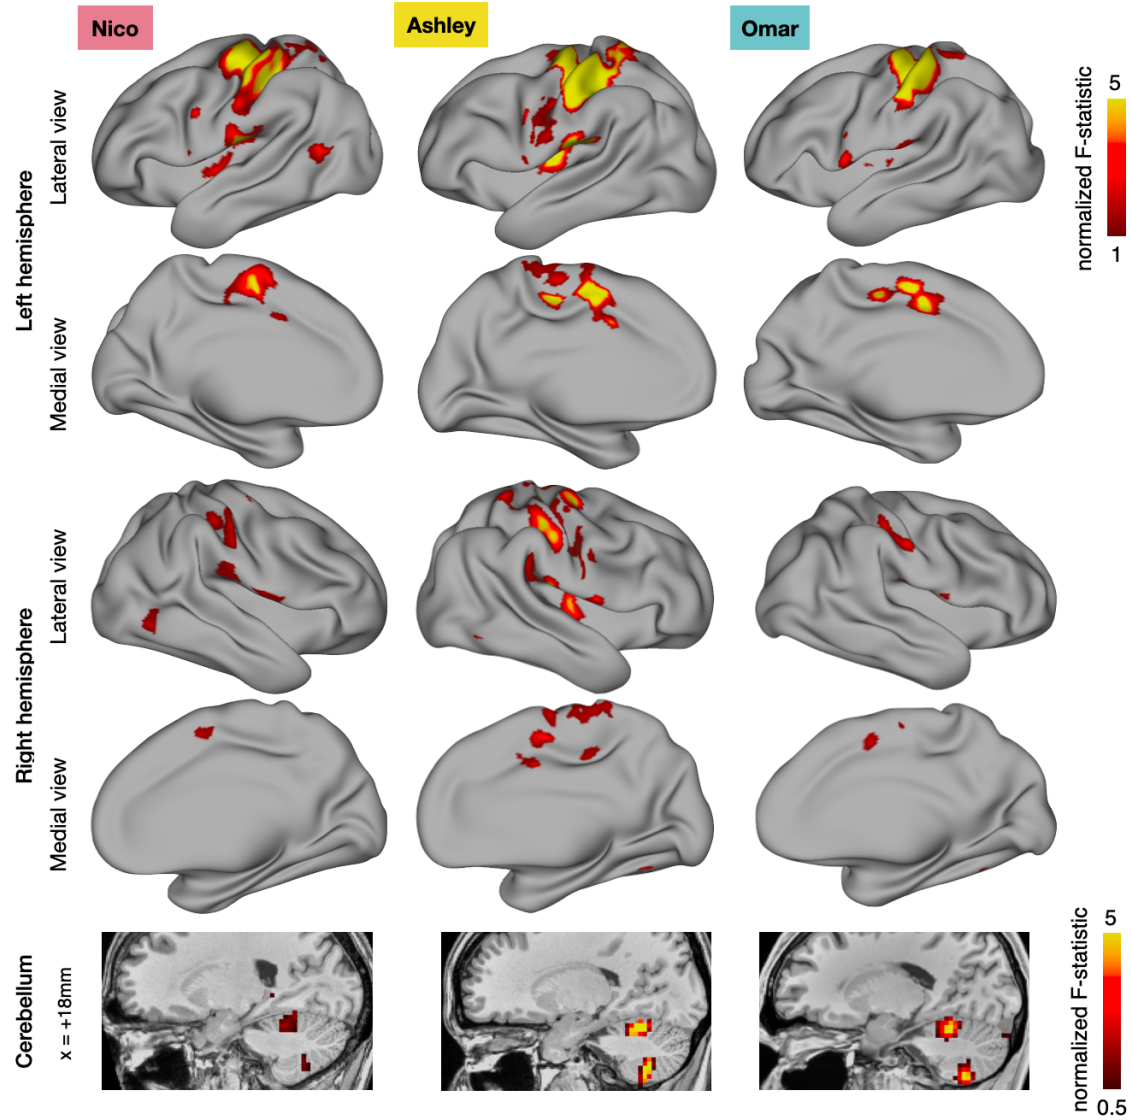 Nico
Ashley
Omar
Left hemisphere
Lateral view
Medial view
normalized F-statistic
5
1
Right hemisphere
Lateral view
Medial view
Cerebellum
x = +18mm
normalized F-statistic
5
0.5